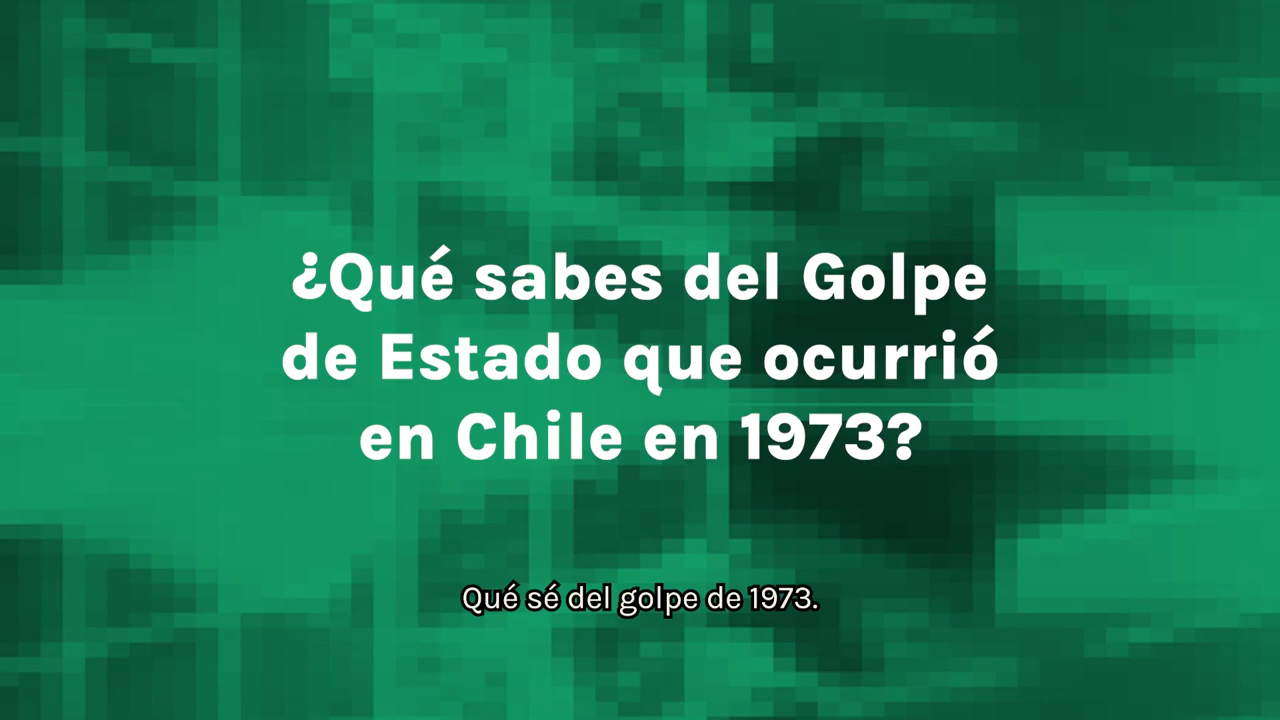 ¿Qué sabes del Golpe
de Estado que ocurrió
en Chile en 1973?
Qué sé del golpe de 1973.